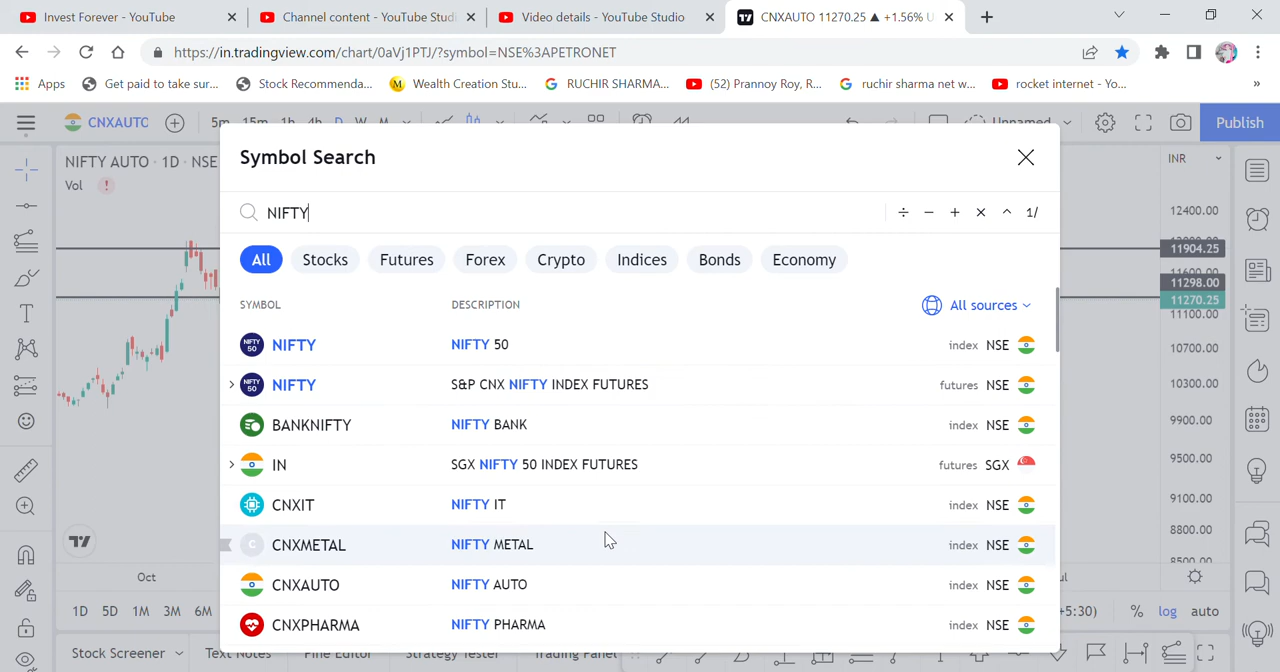 Invest Forever - YouTube
Channel content - YouTube Studi
Video details - YouTube Studio
CNXAUTO 11270.25 ▲ +1.56% U
https://in.tradingview.com/chart/0aVj1PTJ/?symbol=NSE%3APETRONET
Apps
Get paid to take sur...
Stock Recommenda...
Wealth Creation Stu...
RUCHIR SHARMA...
(52) Prannoy Roy, R...
ruchir sharma net w...
rocket internet - Yo...
»
CNXAUTO
5m 15m 1h 4h D W M
Unnamed
Publish
NIFTY AUTO · 1D · NSE
Vol
INR
Symbol Search
NIFTY
÷ − + × ^ 1/
All Stocks Futures Forex Crypto Indices Bonds Economy
SYMBOL DESCRIPTION All sources
NIFTY NIFTY 50 index NSE
NIFTY S&P CNX NIFTY INDEX FUTURES futures NSE
BANKNIFTY NIFTY BANK index NSE
IN SGX NIFTY 50 INDEX FUTURES futures SGX
CNXIT NIFTY IT index NSE
C CNXMETAL NIFTY METAL index NSE
CNXAUTO NIFTY AUTO index NSE
CNXPHARMA NIFTY PHARMA index NSE
12400.00
11904.25
11600.00
11298.00
11270.25
11100.00
10700.00
10300.00
9900.00
9500.00
9100.00
8800.00
8500.00
Oct
1D 5D 1M 3M 6M
+5:30) % log auto
Stock Screener
Text Notes
Pine Editor
Strategy Tester
Trading Panel